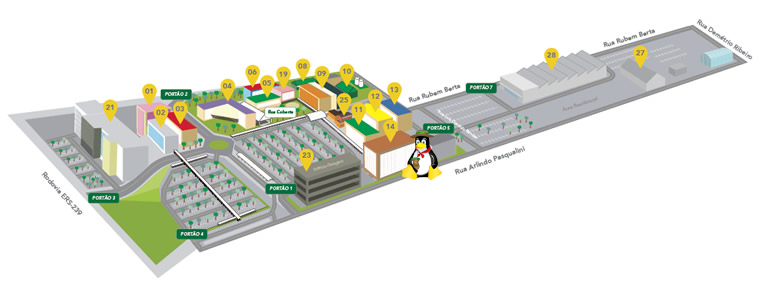 Rua Rubem Berta
Rua Demétrio Ribeiro
28
27
06
08
19
09
10
PORTÃO 2
01
04
05
13
PORTÃO 7
Rua Rubem Berta
21
02
03
25
12
Rua Coberta
11
14
PORTÃO 5
23
Rua Arlindo Pasqualini
PORTÃO 1
PORTÃO 3
Rodovia ERS-239
PORTÃO 4